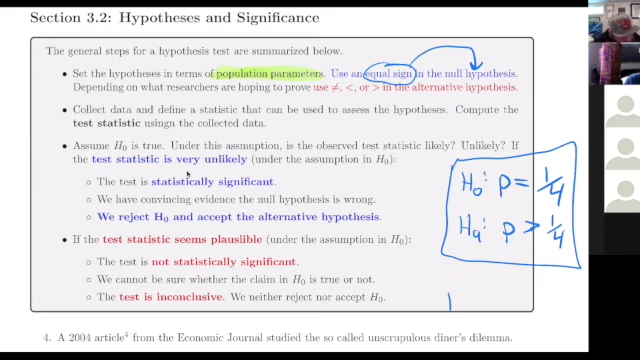 Section 3.2: Hypotheses and Significance
The general steps for a hypothesis test are summarized below.
• Set the hypotheses in terms of population parameters. Use an equal sign in the null hypothesis.
Depending on what researchers are hoping to prove use ≠, <, or > in the alternative hypothesis.
• Collect data and define a statistic that can be used to assess the hypotheses. Compute the
test statistic usingn the collected data.
• Assume H₀ is true. Under this assmuption, is the observed test statistic likely? Unlikely? If
the test statistic is very unlikely (under the assumption in H₀):
◦ The test is statistically significant.
◦ We have convincing evidence the null hypothesis is wrong.
◦ We reject H₀ and accept the alternative hypothesis.
• If the test statistic seems plausiible (under the assumption in H₀):
◦ The test is not statistically significant.
◦ We cannot be sure whether the claim in H₀ is true or not.
◦ The test is inconclusive. We neither reject nor accept H₀.
H₀: p = 1/4
Hₐ: p > 1/4
4. A 2004 article⁴ from the Economic Journal studied the so called unscrupulous diner's dilemma.